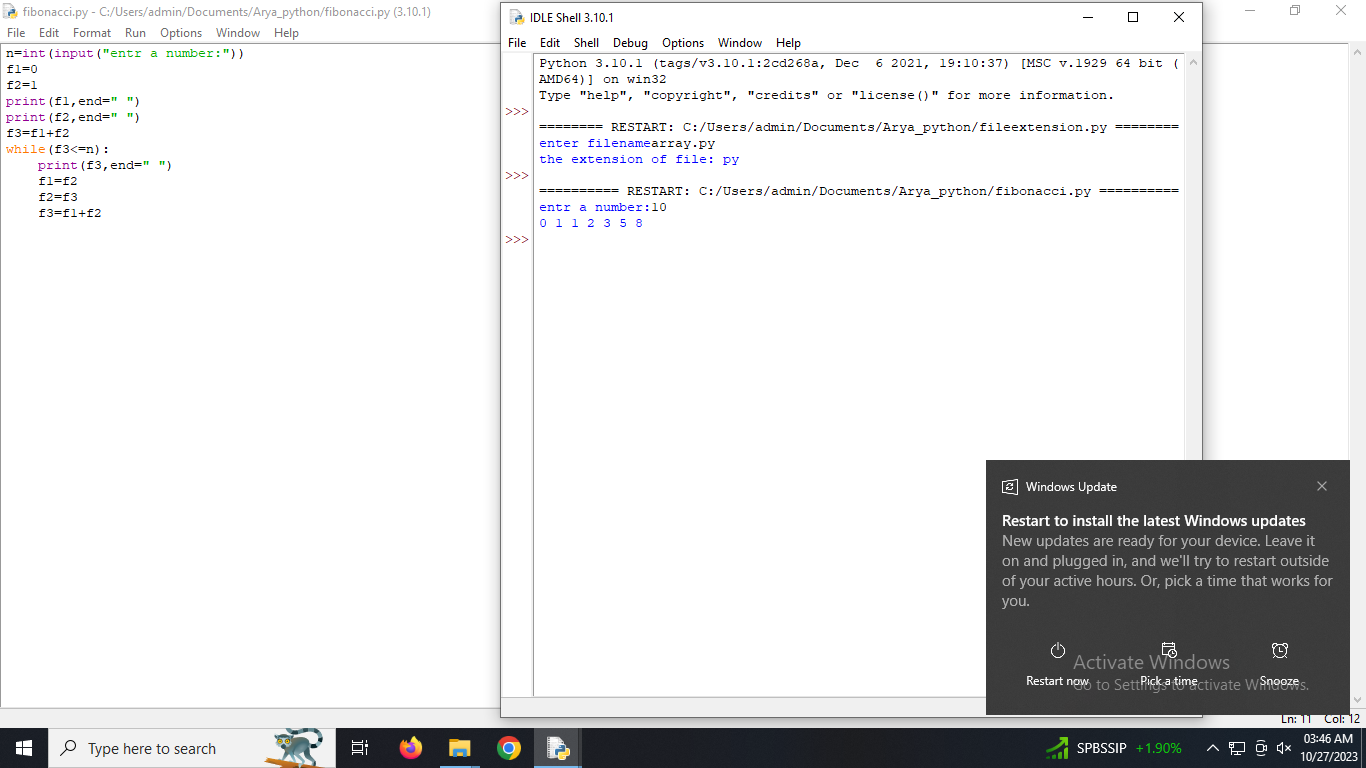 fibonacci.py - C:/Users/admin/Documents/Arya_python/fibonacci.py (3.10.1)
File Edit Format Run Options Window Help
n=int(input("entr a number:"))
f1=0
f2=1
print(f1,end=" ")
print(f2,end=" ")
f3=f1+f2
while(f3<=n):
    print(f3,end=" ")
    f1=f2
    f2=f3
    f3=f1+f2
IDLE Shell 3.10.1
File Edit Shell Debug Options Window Help
Python 3.10.1 (tags/v3.10.1:2cd268a, Dec  6 2021, 19:10:37) [MSC v.1929 64 bit (
AMD64)] on win32
Type "help", "copyright", "credits" or "license()" for more information.
>>>
======== RESTART: C:/Users/admin/Documents/Arya_python/fileextension.py ========
enter filenamearray.py
the extension of file: py
>>>
========== RESTART: C:/Users/admin/Documents/Arya_python/fibonacci.py ==========
entr a number:10
0 1 1 2 3 5 8
>>>
Windows Update
Restart to install the latest Windows updates
New updates are ready for your device. Leave it
on and plugged in, and we'll try to restart outside
of your active hours. Or, pick a time that works for
you.
Activate Windows
Restart now Pick a time Snooze
Go to Settings to activate Windows.
Ln: 11 Col: 12
Type here to search
SPBSSIP +1.90%
03:46 AM
10/27/2023